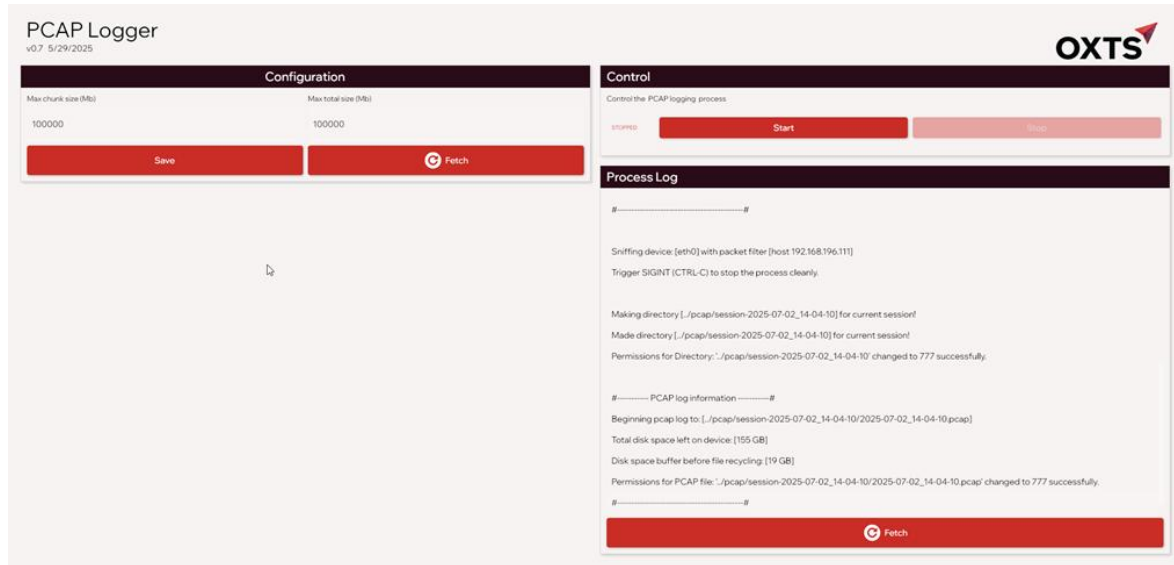 PCAP Logger
v0.7 5/29/2025
OXTS
Configuration
Max chunk size (Mb)
Max total size (Mb)
100000
100000
Save
Fetch
Control
Control the PCAP logging process
STOPPED
Start
Stop
Process Log
#---------------------------------------------#
Sniffing device: [eth0] with packet filter [host 192.168.196.111]
Trigger SIGINT (CTRL-C) to stop the process cleanly.
Making directory [../pcap/session-2025-07-02_14-04-10] for current session!
Made directory [../pcap/session-2025-07-02_14-04-10] for current session!
Permissions for Directory: '../pcap/session-2025-07-02_14-04-10' changed to 777 successfully.
#----------- PCAP log information -----------#
Beginning pcap log to: [../pcap/session-2025-07-02_14-04-10/2025-07-02_14-04-10.pcap]
Total disk space left on device: [155 GB]
Disk space buffer before file recycling: [19 GB]
Permissions for PCAP file: '../pcap/session-2025-07-02_14-04-10/2025-07-02_14-04-10.pcap' changed to 777 successfully.
#---------------------------------------------#
Fetch